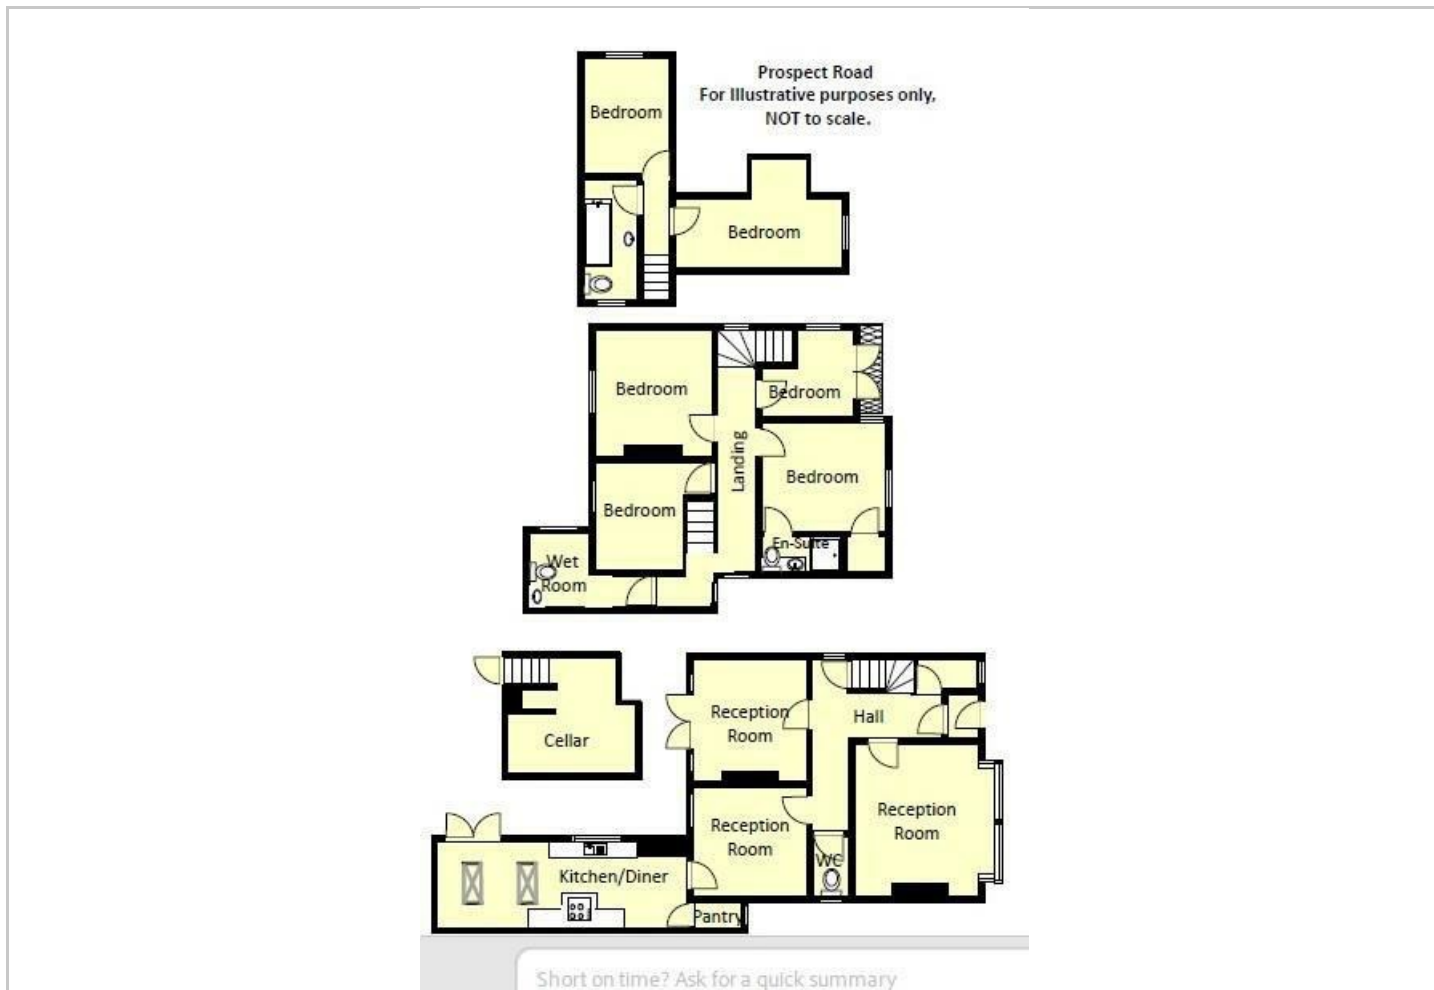 Prospect Road
For Illustrative purposes only,
NOT to scale.
Bedroom
Bedroom
Bedroom
Bedroom
Landing
Bedroom
Bedroom
En-Suite
Wet
Room
Reception
Room
Hall
Cellar
Reception
Room
Reception
Room
WC
Kitchen/Diner
Pantry
Short on time? Ask for a quick summary